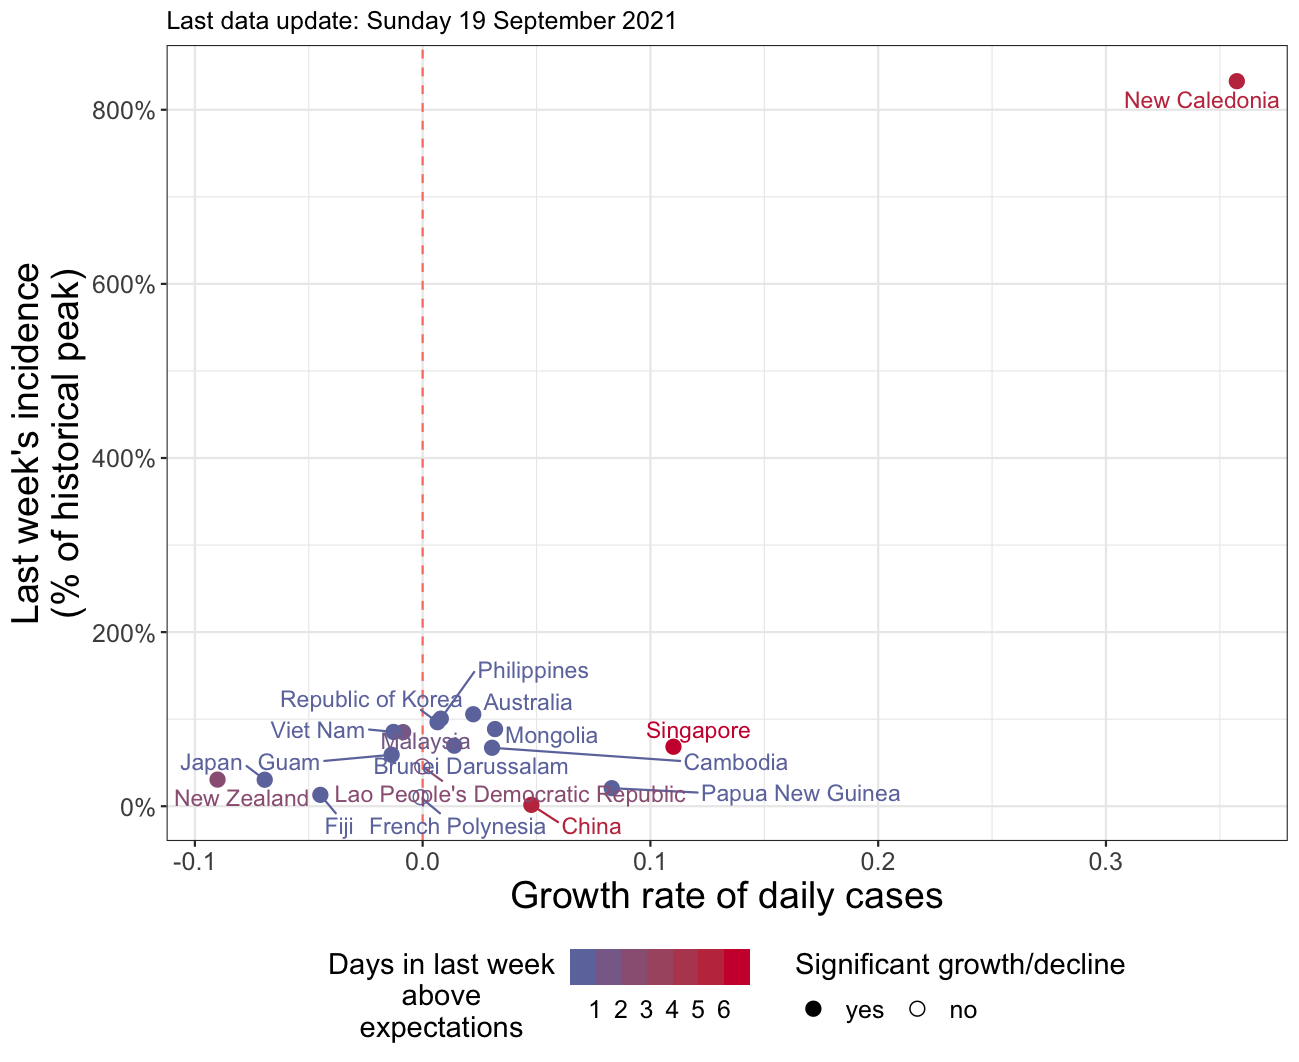 Last data update: Sunday 19 September 2021
Last week's incidence
(% of historical peak)
800%
600%
400%
200%
0%
New Caledonia
Philippines
Republic of Korea
Australia
Viet Nam
Mongolia
Singapore
Malaysia
Japan
Guam
Brunei Darussalam
Cambodia
New Zealand
Lao People's Democratic Republic
Papua New Guinea
Fiji
French Polynesia
China
-0.1
0.0
0.1
0.2
0.3
Growth rate of daily cases
Days in last week
above
expectations
1 2 3 4 5 6
Significant growth/decline
yes
no